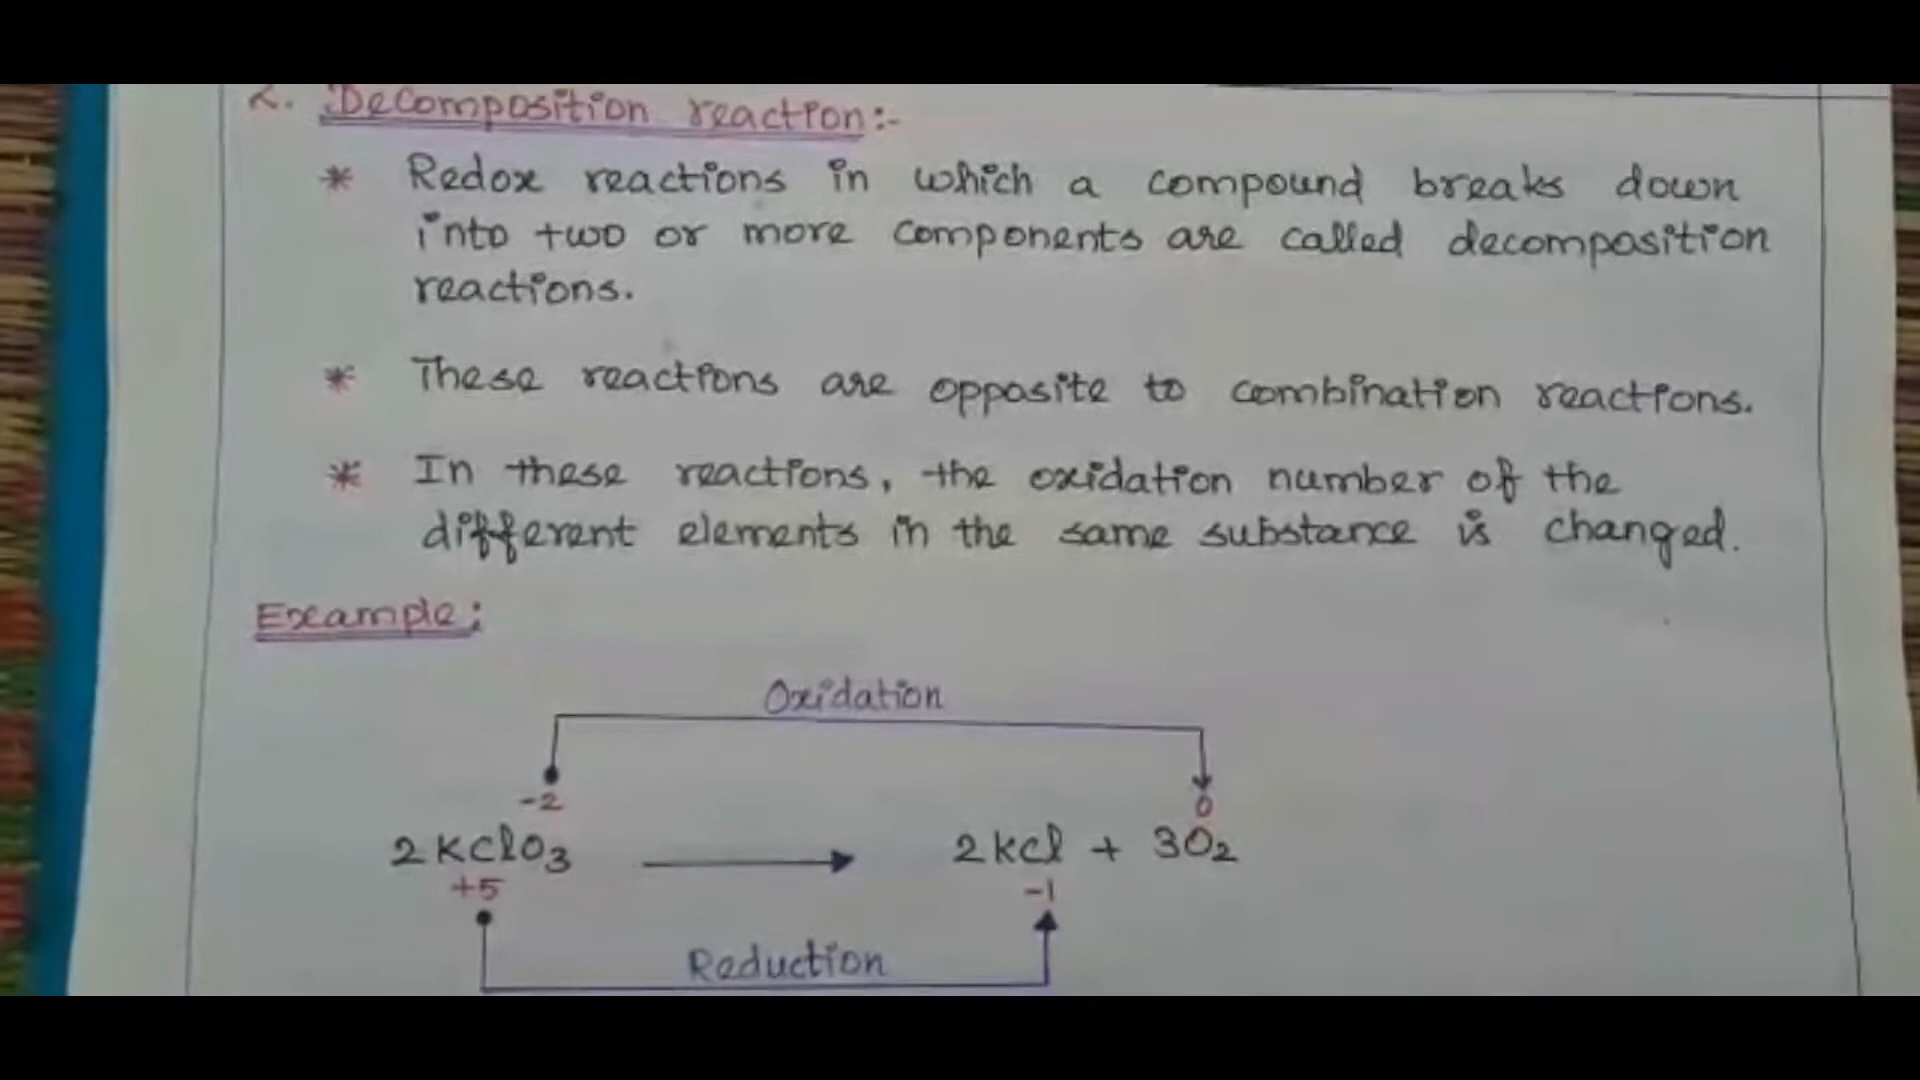 2. Decomposition reaction:-
* Redox reactions in which a compound breaks down
into two or more components are called decomposition
reactions.
* These reactions are opposite to combination reactions.
* In these reactions, the oxidation number of the
different elements in the same substance is changed.
Example:
Oxidation
-2 0
2KClO₃ → 2KCl + 3O₂
+5 -1
Reduction